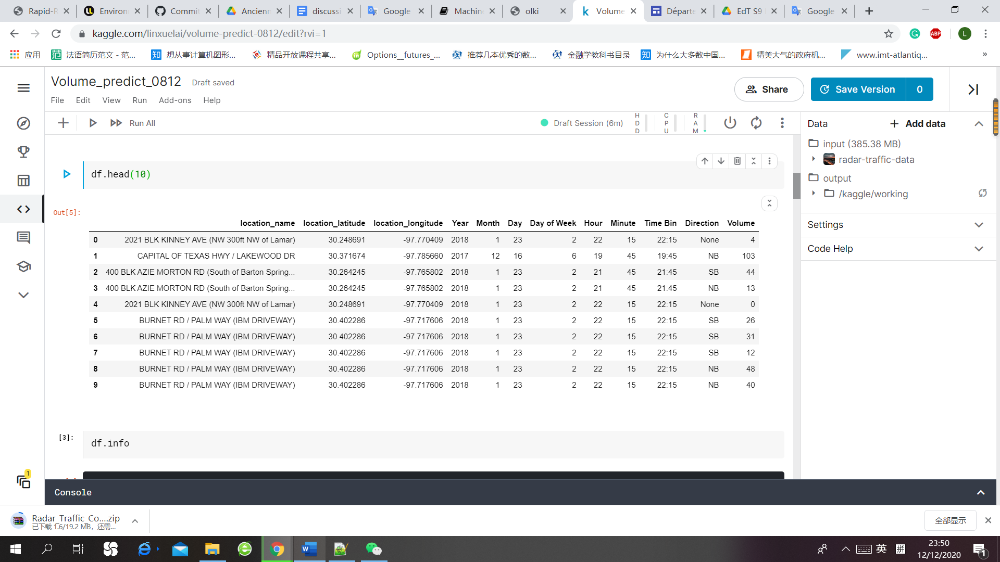 Rapid-R
Environ
Commit
Ancienn
discussi
Google
Machin
olki
Volume
Départe
EdT S9
Google
kaggle.com/linxuelai/volume-predict-0812/edit?rvi=1
ABP
L
应用
法语简历范文 - 范...
想从事计算机图形...
精品开放课程共享...
Options__futures_...
推荐几本优秀的数...
金融学教科书目录
为什么大多数中国...
精美大气的政府机...
www.imt-atlantiq...
»
Volume_predict_0812 Draft saved
File Edit View Run Add-ons Help
Share
Save Version 0
Run All
Draft Session (6m)
HDD
CPU
RAM
Data
Add data
input (385.38 MB)
radar-traffic-data
output
/kaggle/working
Settings
Code Help
df.head(10)
Out[5]:
location_name location_latitude location_longitude Year Month Day Day of Week Hour Minute Time Bin Direction Volume
0 2021 BLK KINNEY AVE (NW 300ft NW of Lamar) 30.248691 -97.770409 2018 1 23 2 22 15 22:15 None 4
1 CAPITAL OF TEXAS HWY / LAKEWOOD DR 30.371674 -97.785660 2017 12 16 6 19 45 19:45 NB 103
2 400 BLK AZIE MORTON RD (South of Barton Spring... 30.264245 -97.765802 2018 1 23 2 21 45 21:45 SB 44
3 400 BLK AZIE MORTON RD (South of Barton Spring... 30.264245 -97.765802 2018 1 23 2 21 45 21:45 NB 13
4 2021 BLK KINNEY AVE (NW 300ft NW of Lamar) 30.248691 -97.770409 2018 1 23 2 22 15 22:15 None 0
5 BURNET RD / PALM WAY (IBM DRIVEWAY) 30.402286 -97.717606 2018 1 23 2 22 15 22:15 SB 26
6 BURNET RD / PALM WAY (IBM DRIVEWAY) 30.402286 -97.717606 2018 1 23 2 22 15 22:15 SB 31
7 BURNET RD / PALM WAY (IBM DRIVEWAY) 30.402286 -97.717606 2018 1 23 2 22 15 22:15 SB 12
8 BURNET RD / PALM WAY (IBM DRIVEWAY) 30.402286 -97.717606 2018 1 23 2 22 15 22:15 NB 48
9 BURNET RD / PALM WAY (IBM DRIVEWAY) 30.402286 -97.717606 2018 1 23 2 22 15 22:15 NB 40
[3]:
df.info
1
Console
Radar_Traffic_Co....zip
已下载 1.6/19.2 MB，还需...
全部显示
英
拼
23:50
12/12/2020
1